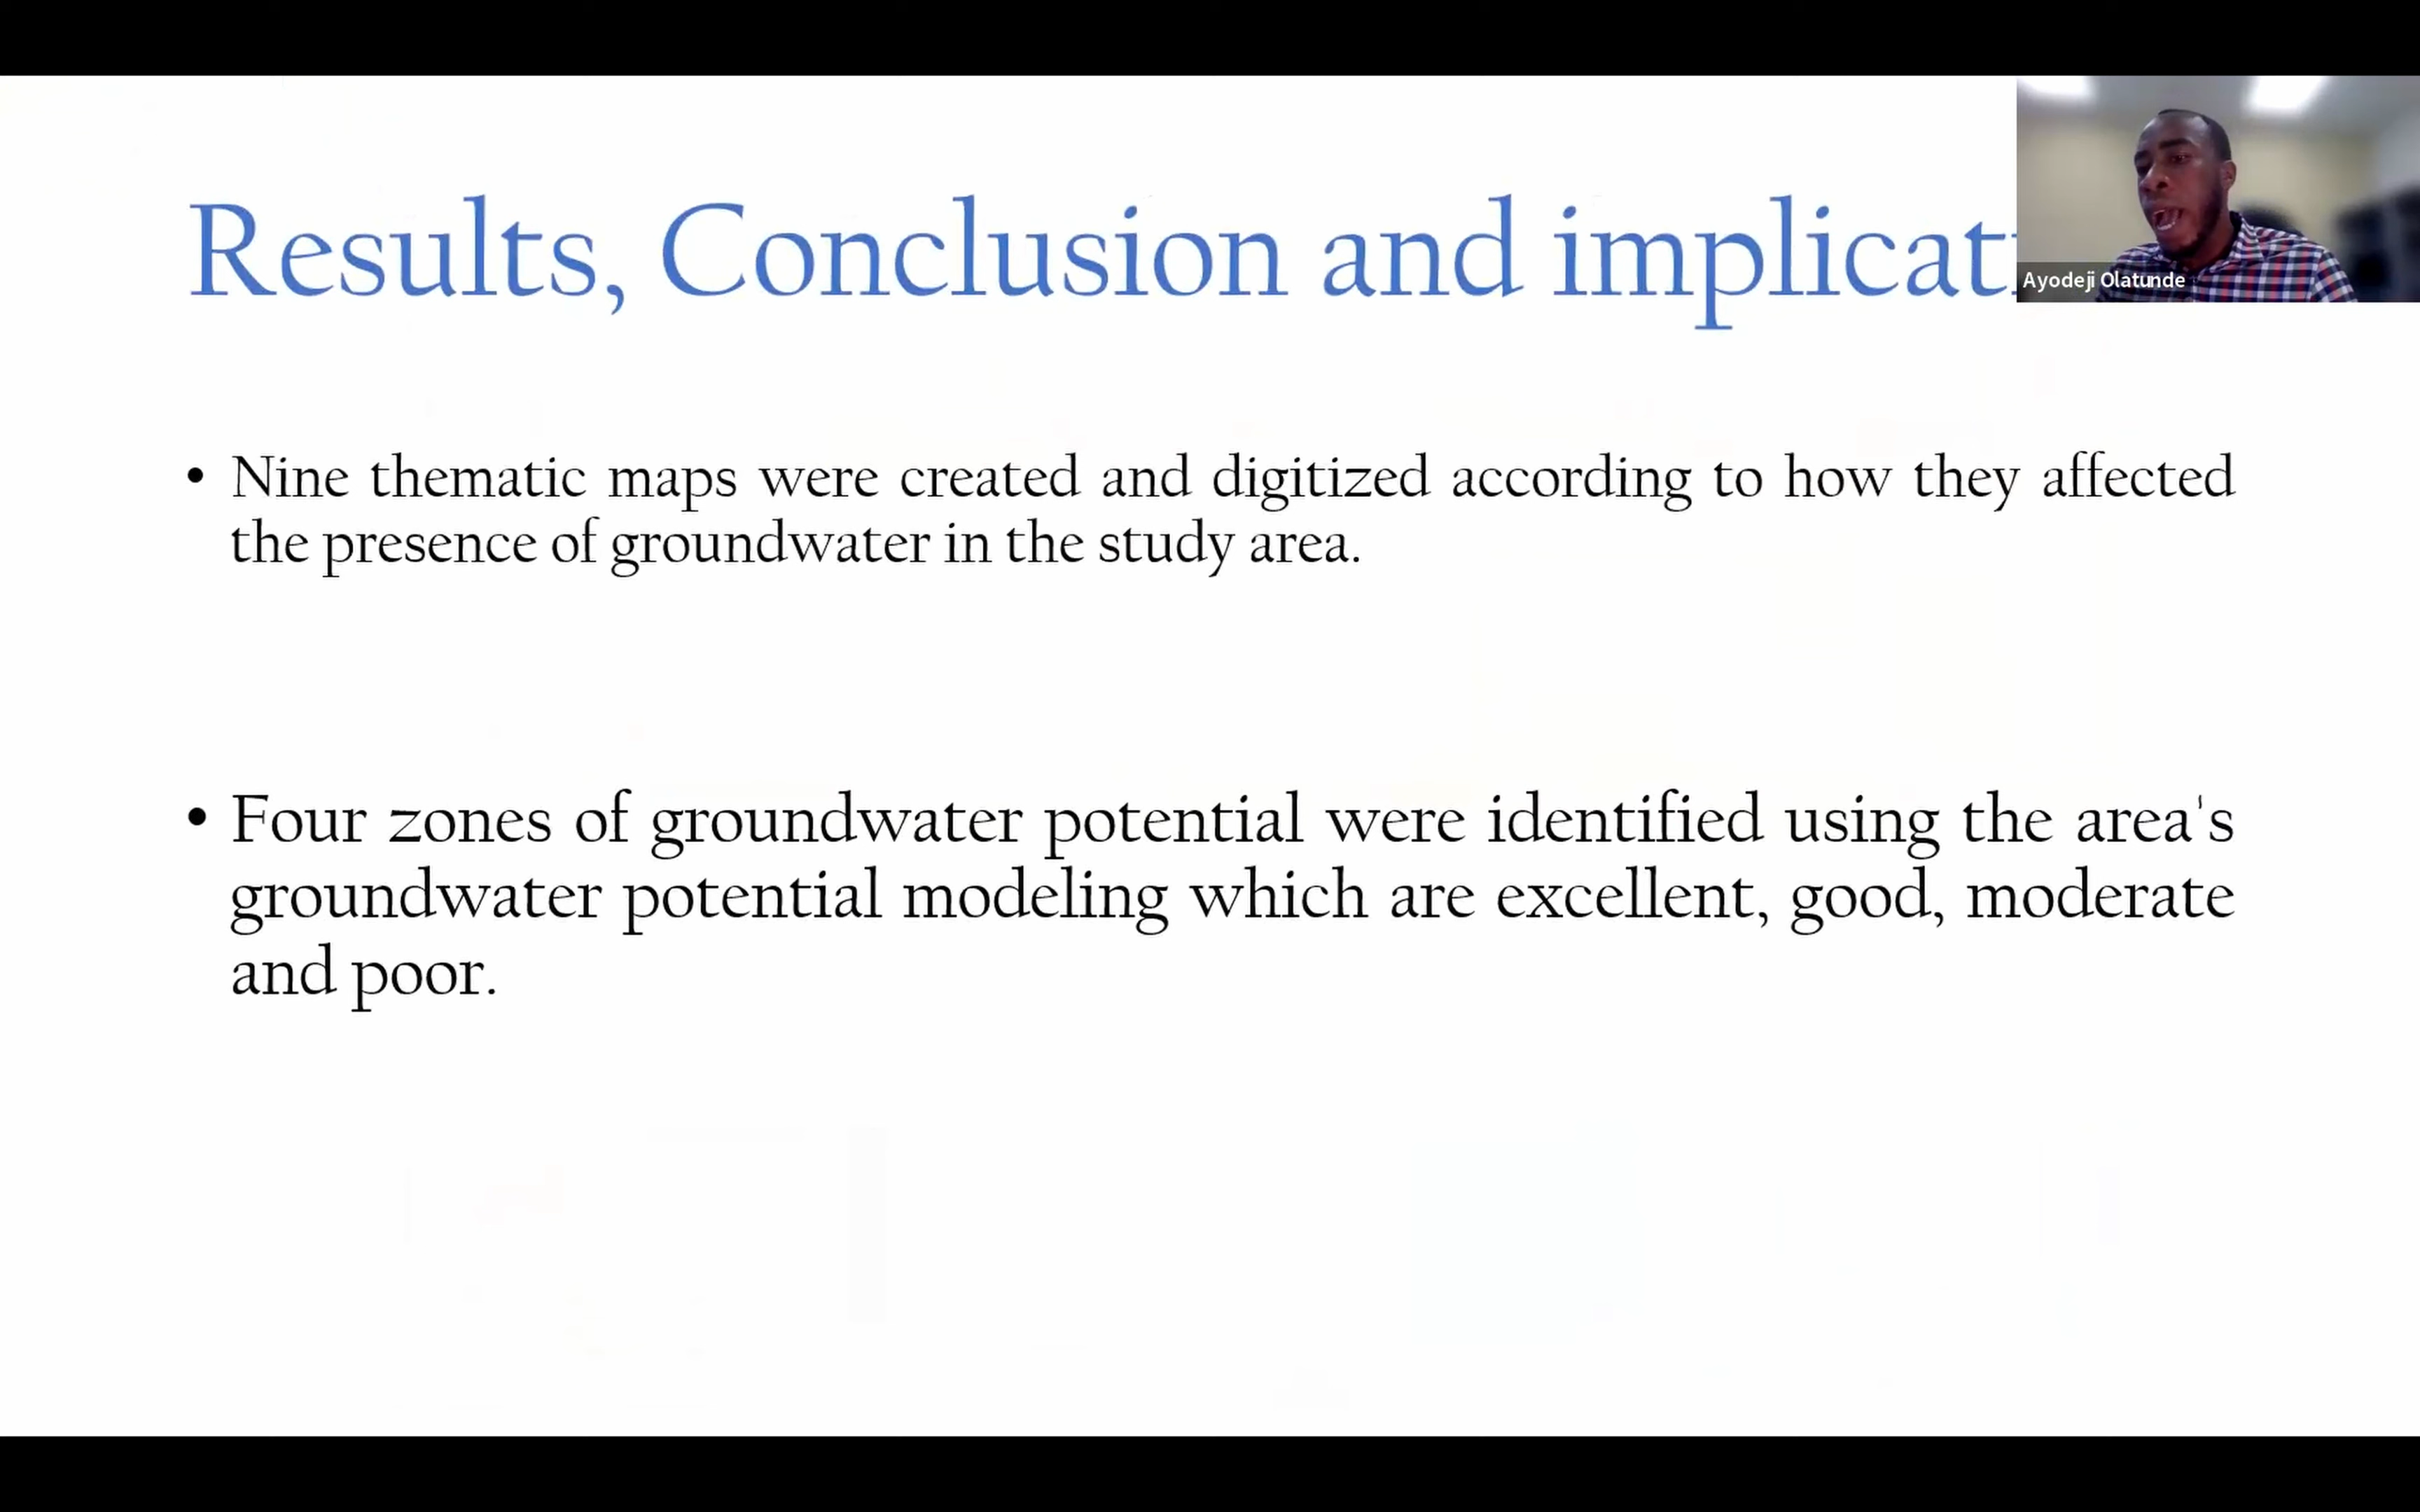 Results, Conclusion and
Ayodeji Olatunde
• Nine thematic maps were created and digitized according to how they affected
the presence of groundwater in the study area.
• Four zones of groundwater potential were identified using the area's
groundwater potential modeling which are excellent, good, moderate
and poor.